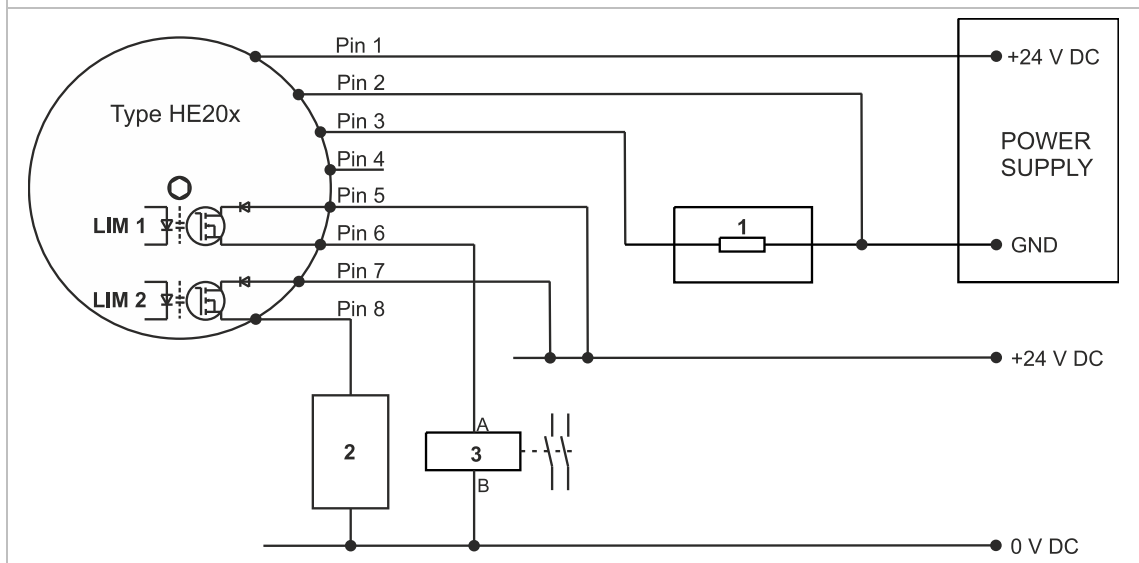 Pin 1
+24 V DC
Pin 2
Type HE20x
Pin 3
POWER
SUPPLY
Pin 4
Pin 5
LIM 1
1
Pin 6
GND
Pin 7
LIM 2
Pin 8
+24 V DC
A
2
3
B
0 V DC